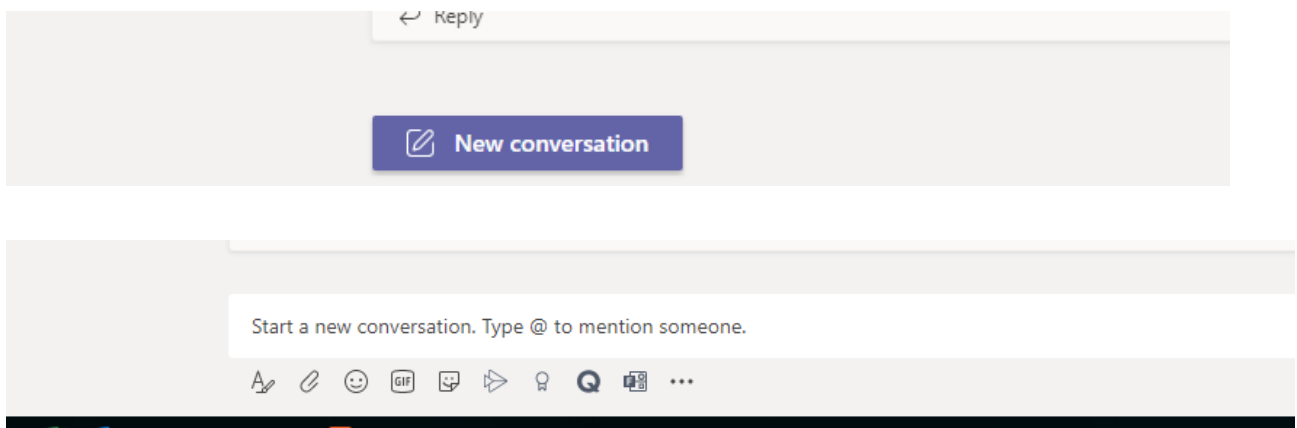 Reply
New conversation
Start a new conversation. Type @ to mention someone.
GIF